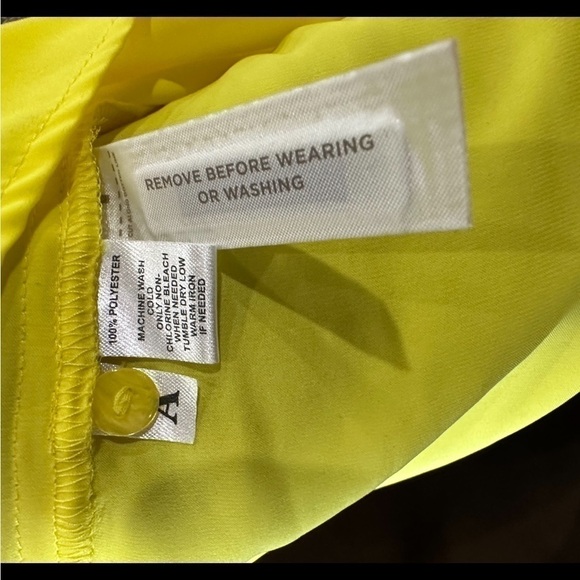 REMOVE BEFORE WEARING
OR WASHING
100% POLYESTER
MACHINE WASH
COLD
ONLY NON-
CHLORINE BLEACH
WHEN NEEDED
TUMBLE DRY LOW
WARM IRON
IF NEEDED
A